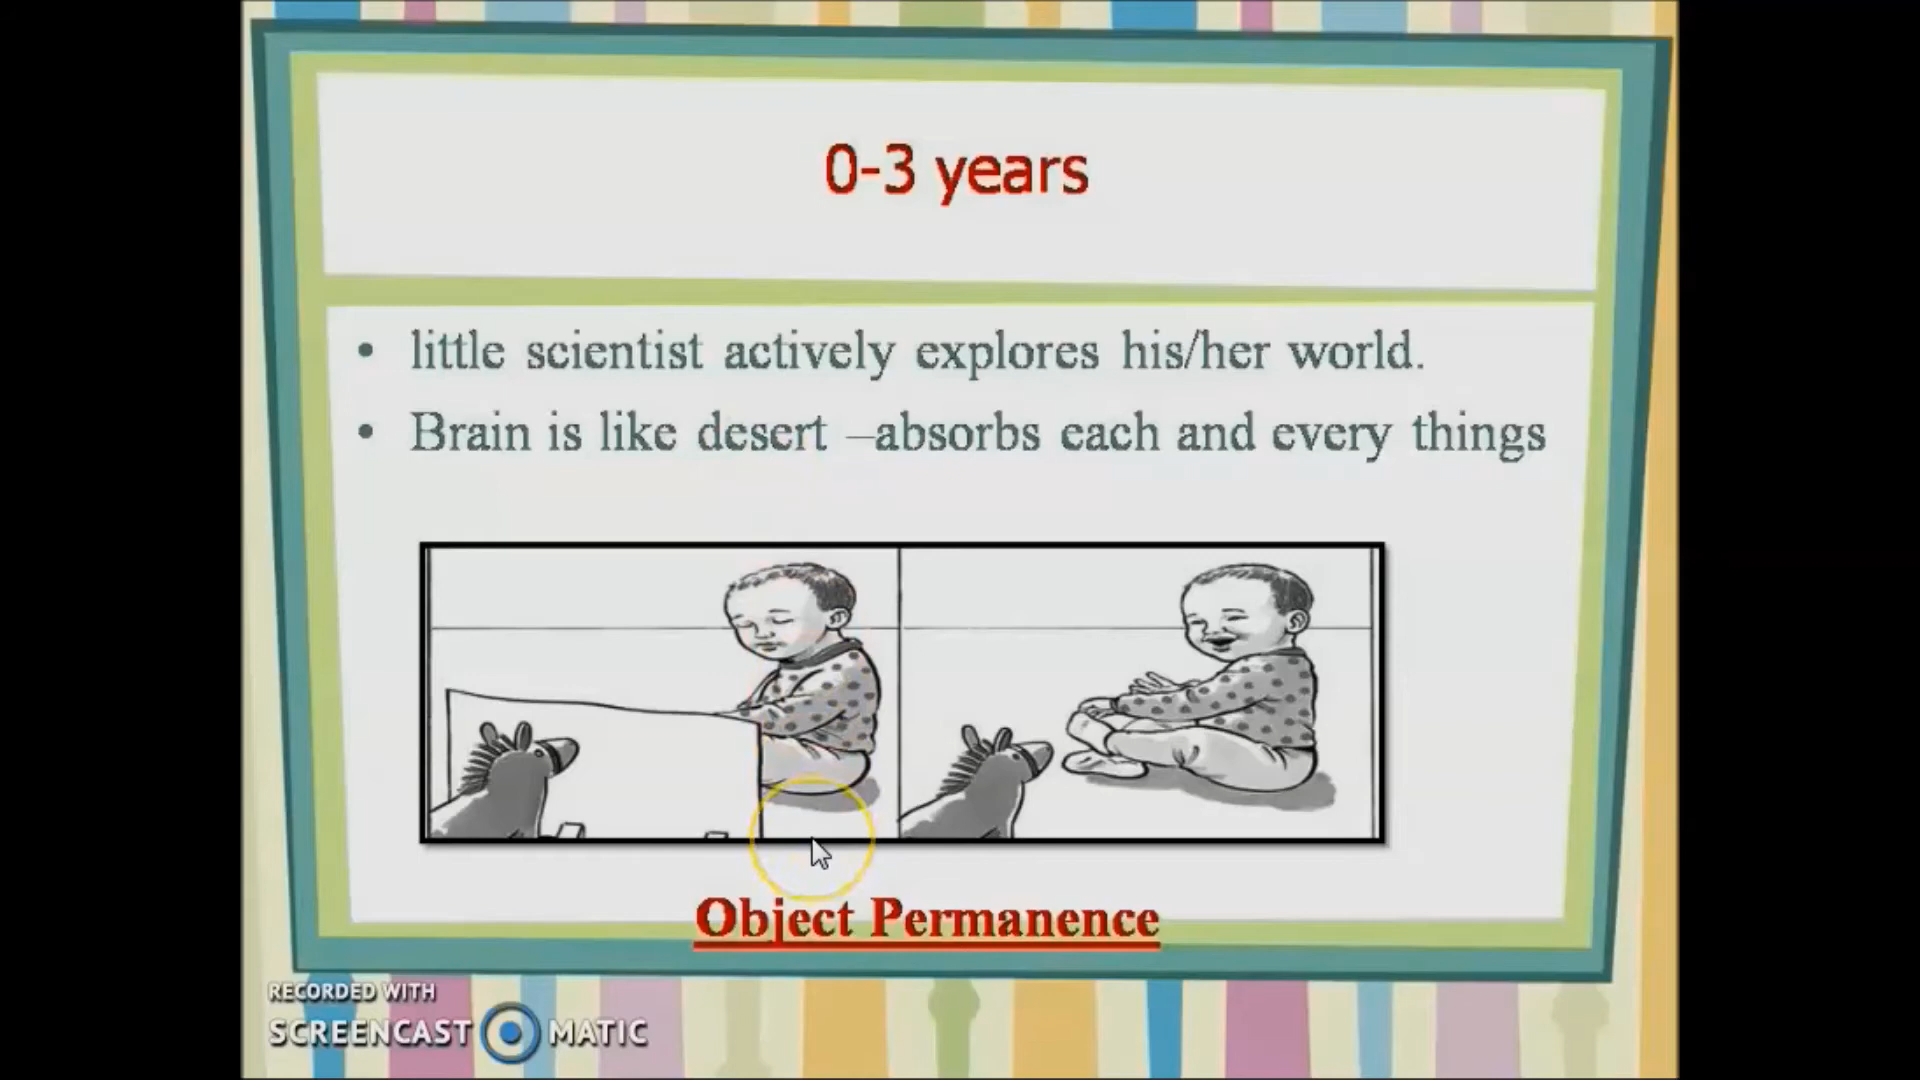 0-3 years
• little scientist actively explores his/her world.
• Brain is like desert –absorbs each and every things
Object Permanence
RECORDED WITH
SCREENCAST MATIC